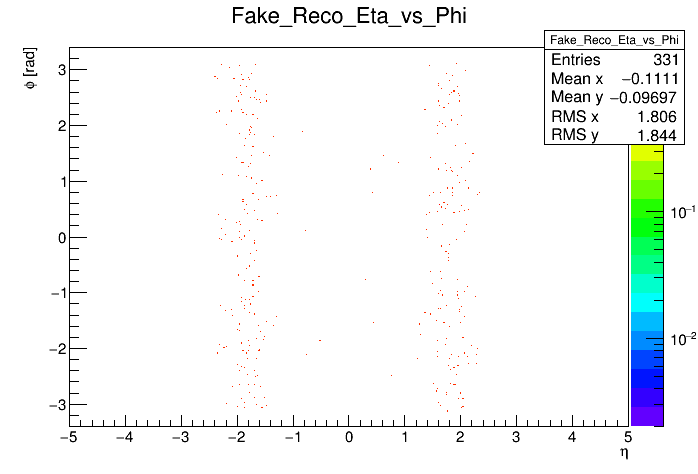 Fake_Reco_Eta_vs_Phi
ϕ [rad]
Fake_Reco_Eta_vs_Phi
Entries 331
Mean x −0.1111
Mean y −0.09697
RMS x 1.806
RMS y 1.844
3
2
1
0
−1
−2
−3
10−1
10−2
−5 −4 −3 −2 −1 0 1 2 3 4 5
η